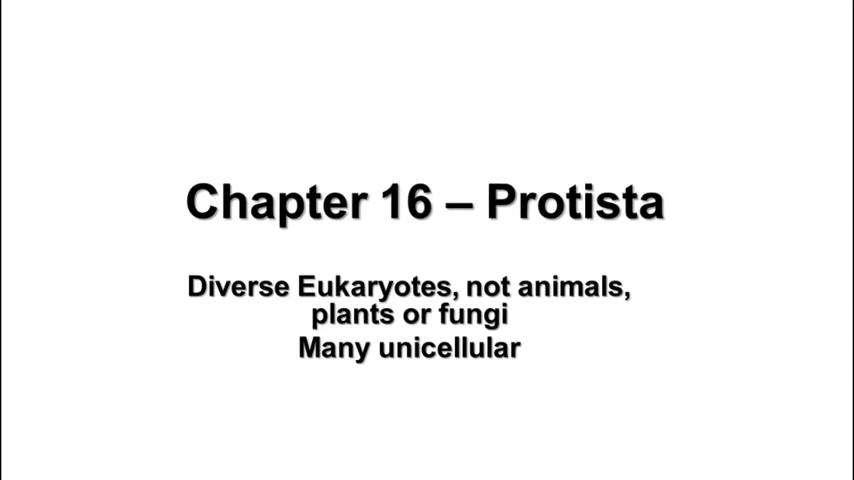 Chapter 16 – Protista
Diverse Eukaryotes, not animals,
plants or fungi
Many unicellular